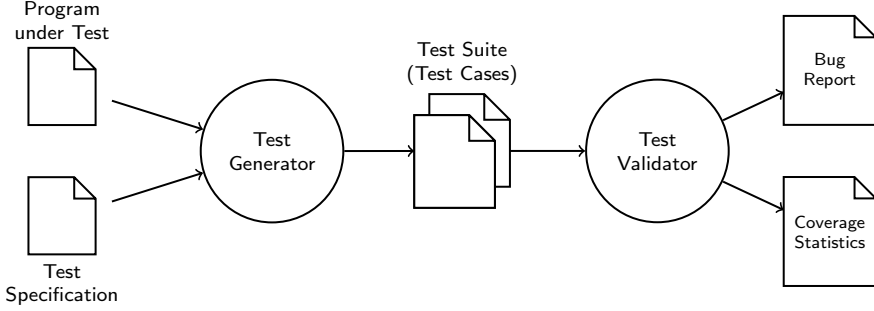 Program
under Test
Test
Specification
Test
Generator
Test Suite
(Test Cases)
Test
Validator
Bug
Report
Coverage
Statistics